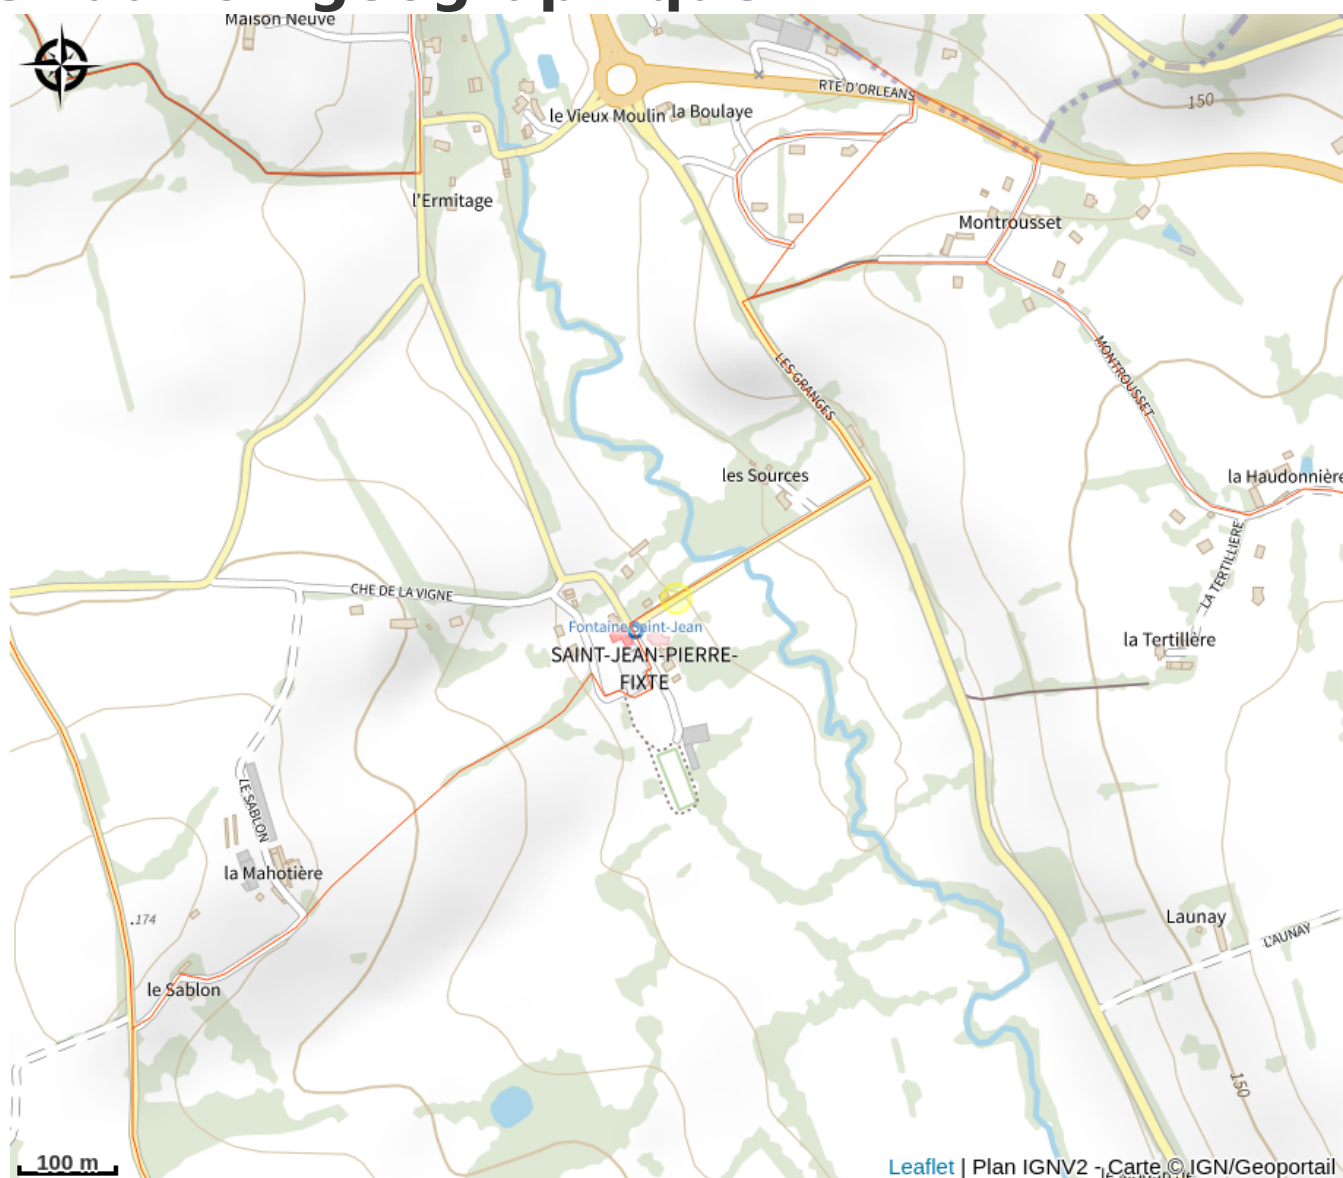 Maison Neuve
RTE D'ORLEANS
150
le Vieux Moulin
la Boulaye
l'Ermitage
Montrousset
LES GRANGES
MONTROUSSET
les Sources
la Haudonnière
LA TERTILLIERE
CHE DE LA VIGNE
Fontaine Saint-Jean
la Tertillère
SAINT-JEAN-PIERRE-
FIXTE
LE SABLON
la Mahotière
.174
Launay
L'AUNAY
le Sablon
150
100 m
Leaflet | Plan IGNV2 - Carte © IGN/Geoportail